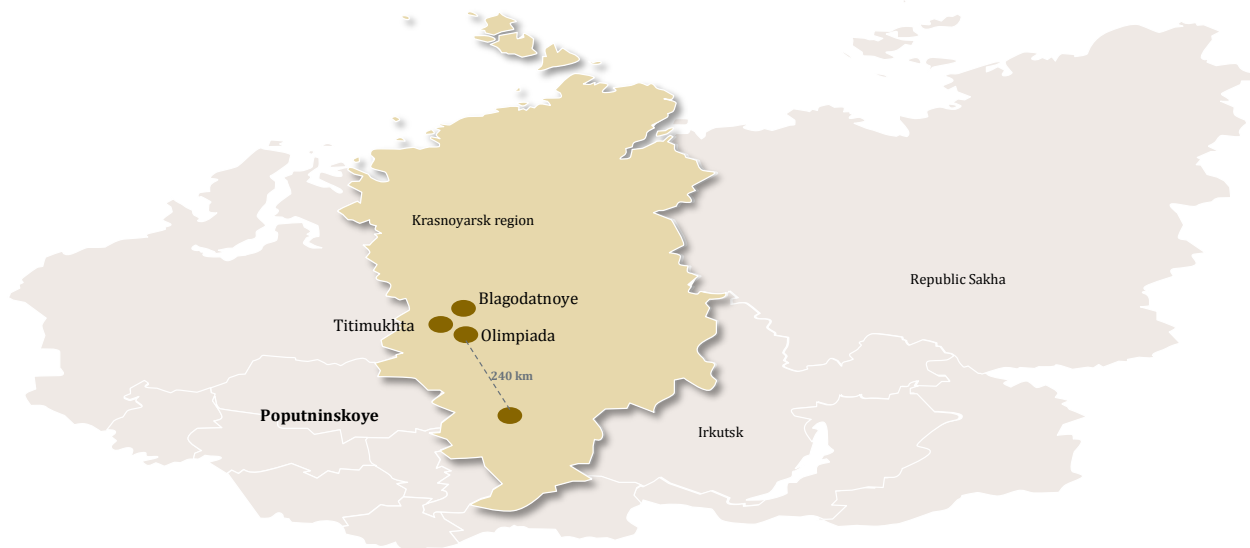 Krasnoyarsk region
Republic Sakha
Blagodatnoye
Titimukhta
Olimpiada
240 km
Poputninskoye
Irkutsk